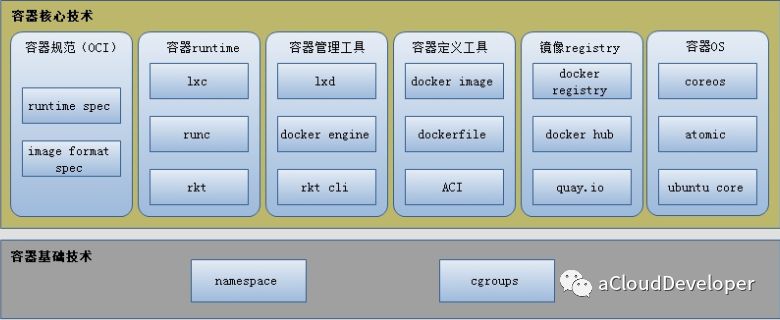 容器核心技术
容器规范（OCI）
runtime spec
image format
spec
容器runtime
lxc
runc
rkt
容器管理工具
lxd
docker engine
rkt cli
容器定义工具
docker image
dockerfile
ACI
镜像registry
docker
registry
docker hub
quay.io
容器OS
coreos
atomic
ubuntu core
容器基础技术
namespace
cgroups
aCloudDeveloper